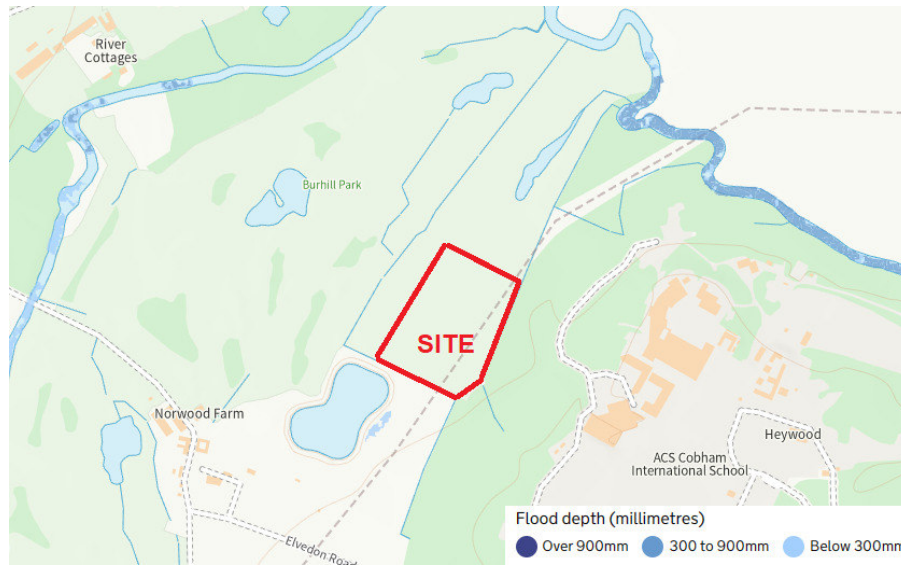 River
Cottages
Burhill Park
SITE
Norwood Farm
Heywood
ACS Cobham
International School
Elvedon Road
Flood depth (millimetres)
Over 900mm
300 to 900mm
Below 300mm